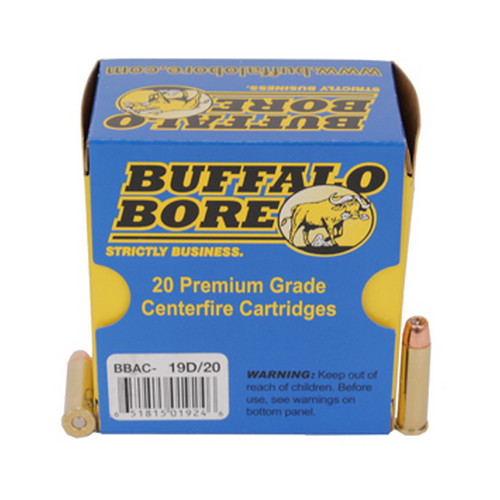 www.buffalobore.com
STRICTLY BUSINESS.
BUFFALO
BORE
BUFFALO
BORE
STRICTLY BUSINESS.
20 Premium Grade
Centerfire Cartridges
BBAC- 19D/20
6 51815 01924 6
WARNING: Keep out of
reach of children. Before
use, see warnings on
bottom panel.